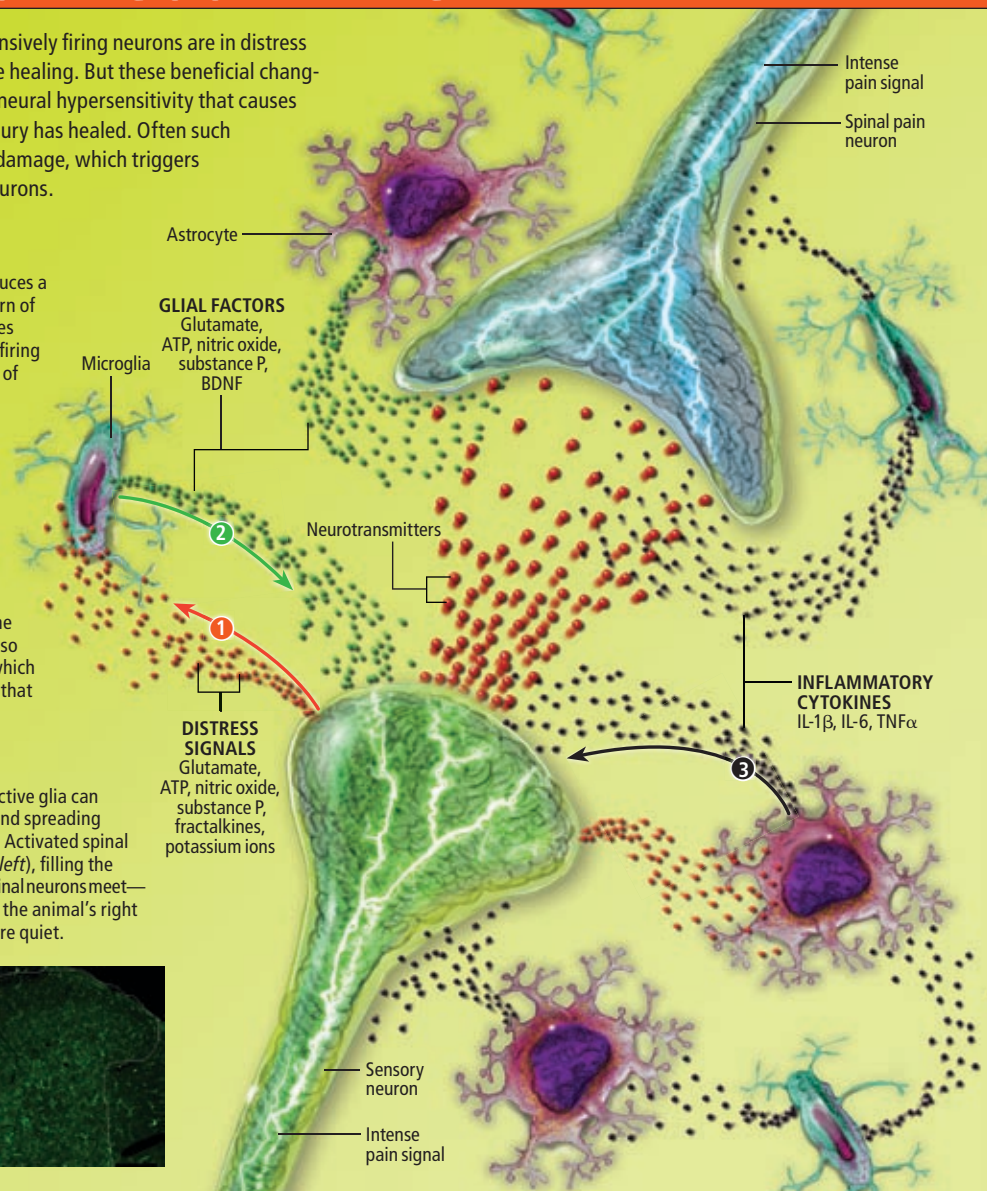 nsively firing neurons are in distress
e healing. But these beneficial chang-
neural hypersensitivity that causes
ury has healed. Often such
damage, which triggers
urons.
Intense
pain signal
Spinal pain
neuron
Astrocyte
uces a
rn of
es
firing
of
GLIAL FACTORS
Glutamate,
ATP, nitric oxide,
substance P,
BDNF
Microglia
2
Neurotransmitters
1
ne
so
which
that
DISTRESS
SIGNALS
Glutamate,
ATP, nitric oxide,
substance P,
fractalkines,
potassium ions
INFLAMMATORY
CYTOKINES
IL-1β, IL-6, TNFα
3
ctive glia can
nd spreading
Activated spinal
left), filling the
inalneuronsmeet—
the animal's right
re quiet.
Sensory
neuron
Intense
pain signal